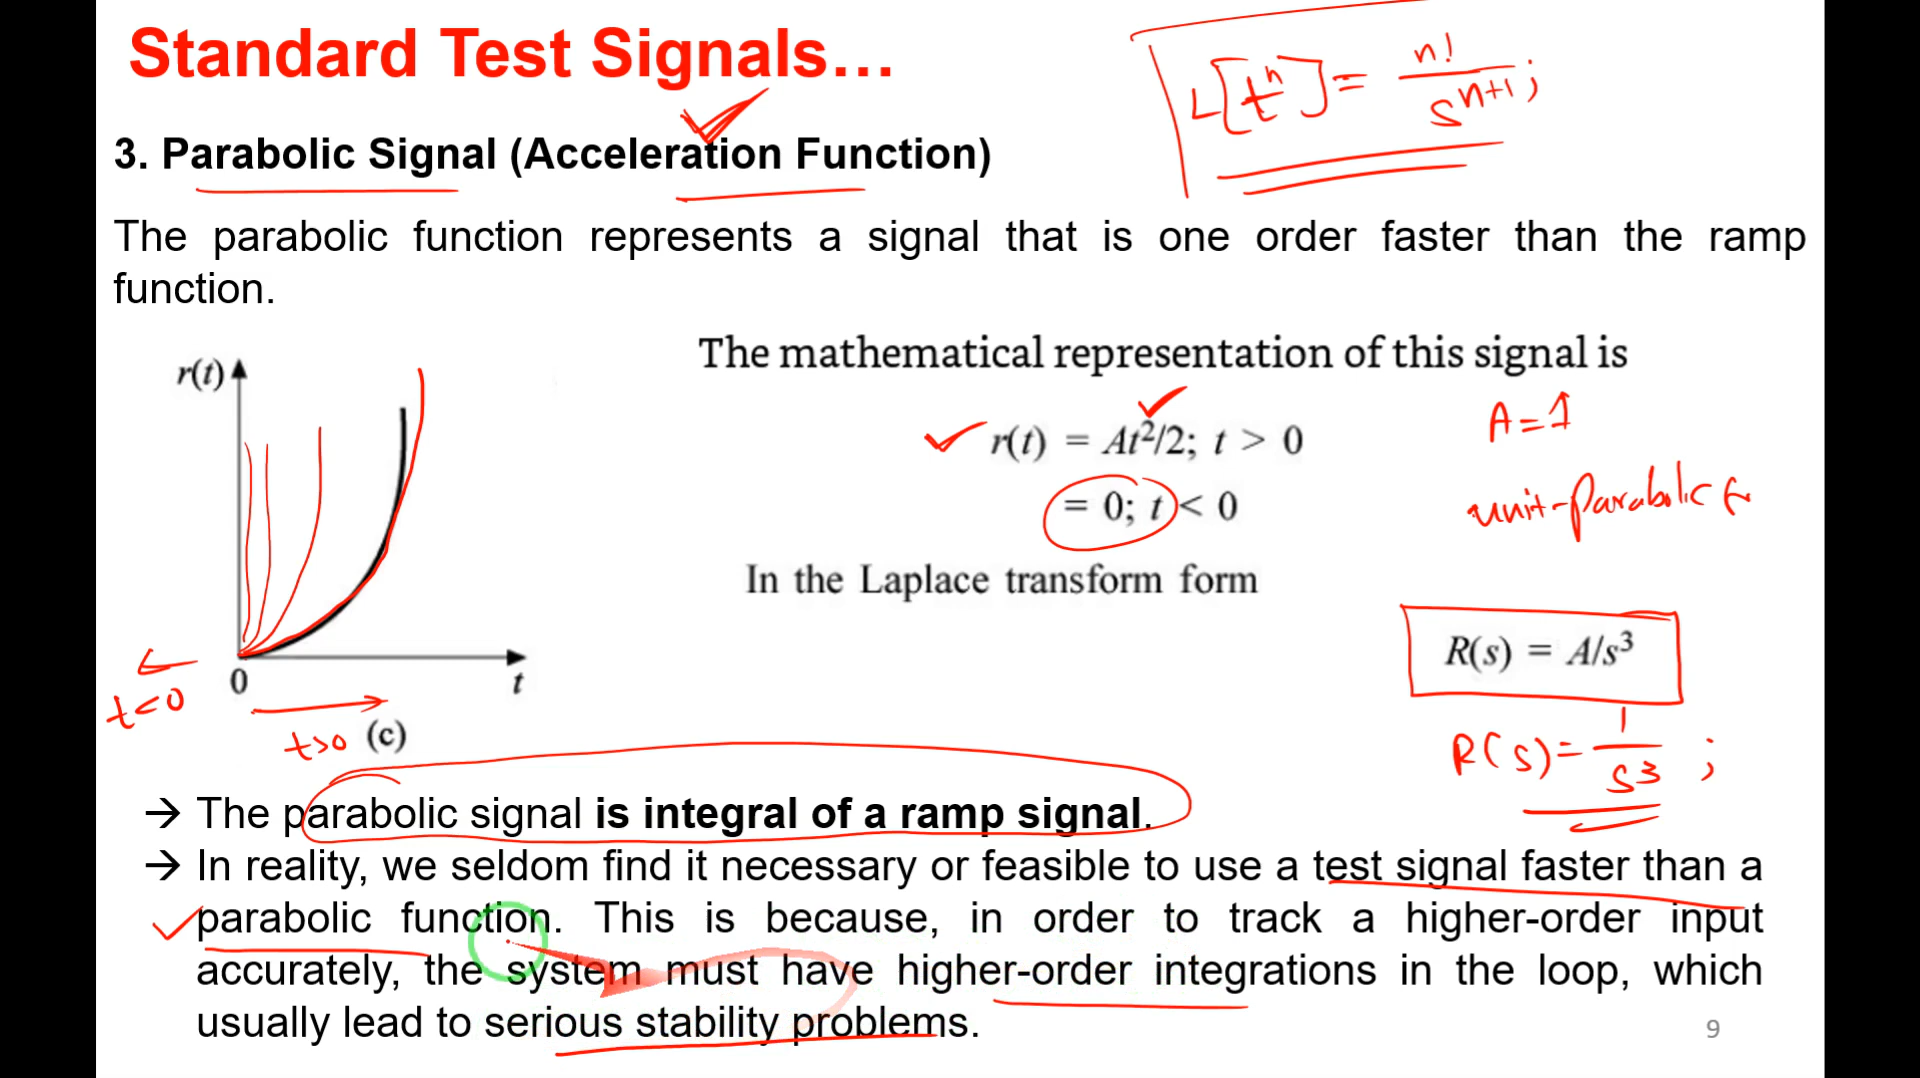 Standard Test Signals...
L[tⁿ] = n! / sⁿ⁺¹ ;
3. Parabolic Signal (Acceleration Function)
The parabolic function represents a signal that is one order faster than the ramp
function.
The mathematical representation of this signal is
r(t)
r(t) = At²/2; t > 0
A = 1
= 0; t < 0
unit-Parabolic
In the Laplace transform form
R(s) = A/s³
0
t
t<0
t>0
(c)
R(s) = 1/s³ ;
→ The parabolic signal is integral of a ramp signal.
→ In reality, we seldom find it necessary or feasible to use a test signal faster than a
parabolic function. This is because, in order to track a higher-order input
accurately, the system must have higher-order integrations in the loop, which
usually lead to serious stability problems.
9